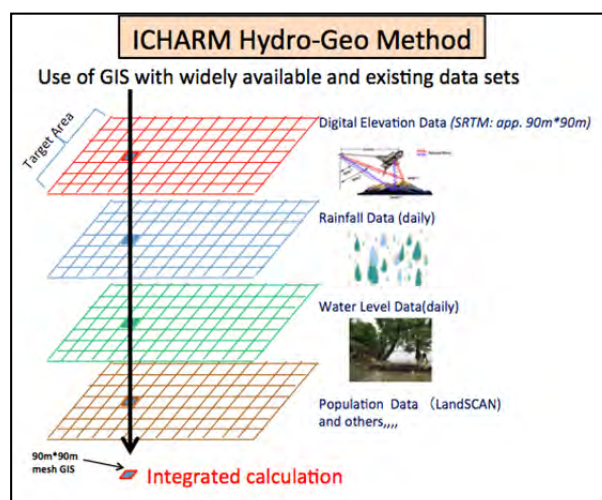 ICHARM Hydro-Geo Method
Use of GIS with widely available and existing data sets
Target Area
Digital Elevation Data (SRTM: app. 90m*90m)
Rainfall Data (daily)
Water Level Data(daily)
Population Data （LandSCAN)
and others,,,,
90m*90m
mesh GIS
Integrated calculation